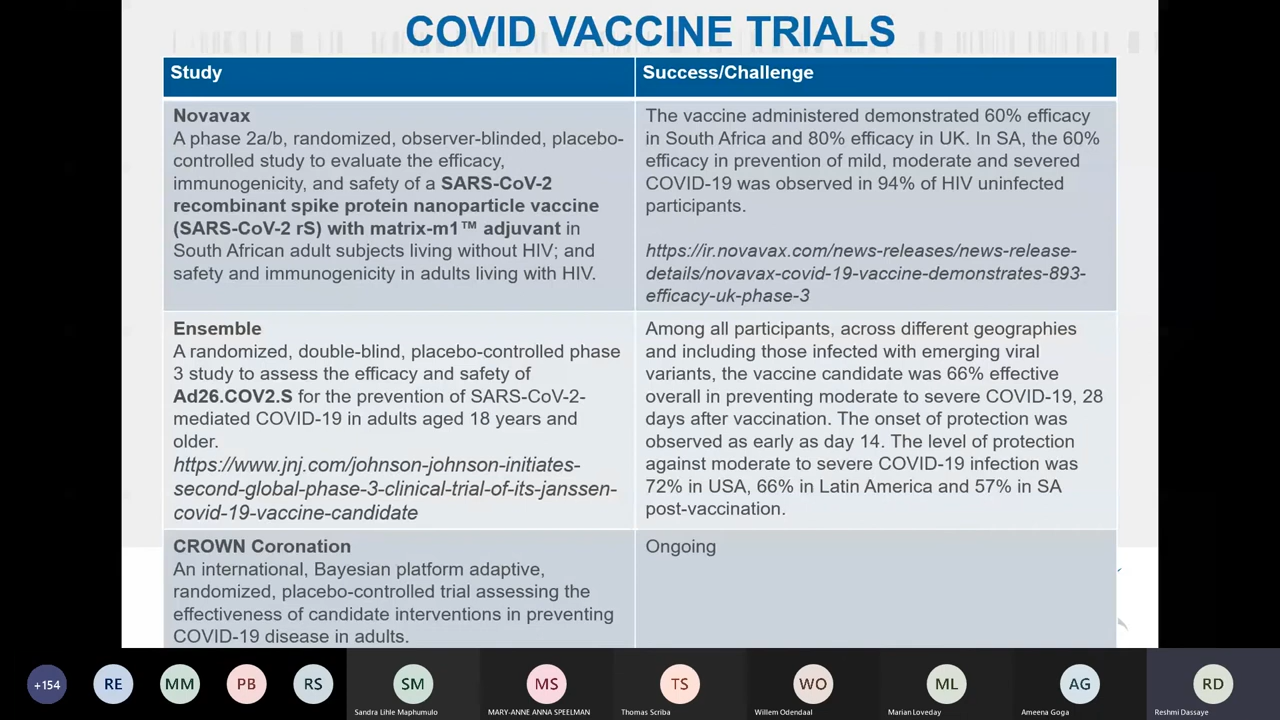 COVID VACCINE TRIALS
Study
Success/Challenge
Novavax
A phase 2a/b, randomized, observer-blinded, placebo-
controlled study to evaluate the efficacy,
immunogenicity, and safety of a SARS-CoV-2
recombinant spike protein nanoparticle vaccine
(SARS-CoV-2 rS) with matrix-m1™ adjuvant in
South African adult subjects living without HIV; and
safety and immunogenicity in adults living with HIV.
The vaccine administered demonstrated 60% efficacy
in South Africa and 80% efficacy in UK. In SA, the 60%
efficacy in prevention of mild, moderate and severed
COVID-19 was observed in 94% of HIV uninfected
participants.
https://ir.novavax.com/news-releases/news-release-
details/novavax-covid-19-vaccine-demonstrates-893-
efficacy-uk-phase-3
Ensemble
A randomized, double-blind, placebo-controlled phase
3 study to assess the efficacy and safety of
Ad26.COV2.S for the prevention of SARS-CoV-2-
mediated COVID-19 in adults aged 18 years and
older.
https://www.jnj.com/johnson-johnson-initiates-
second-global-phase-3-clinical-trial-of-its-janssen-
covid-19-vaccine-candidate
Among all participants, across different geographies
and including those infected with emerging viral
variants, the vaccine candidate was 66% effective
overall in preventing moderate to severe COVID-19, 28
days after vaccination. The onset of protection was
observed as early as day 14. The level of protection
against moderate to severe COVID-19 infection was
72% in USA, 66% in Latin America and 57% in SA
post-vaccination.
CROWN Coronation
An international, Bayesian platform adaptive,
randomized, placebo-controlled trial assessing the
effectiveness of candidate interventions in preventing
COVID-19 disease in adults.
Ongoing
+154
RE
MM
PB
RS
SM
MS
TS
WO
ML
AG
RD
Sandra Lihle Maphumulo
MARY-ANNE ANNA SPEELMAN
Thomas Scriba
Willem Odendaal
Marian Loveday
Ameena Goga
Reshmi Dassaye